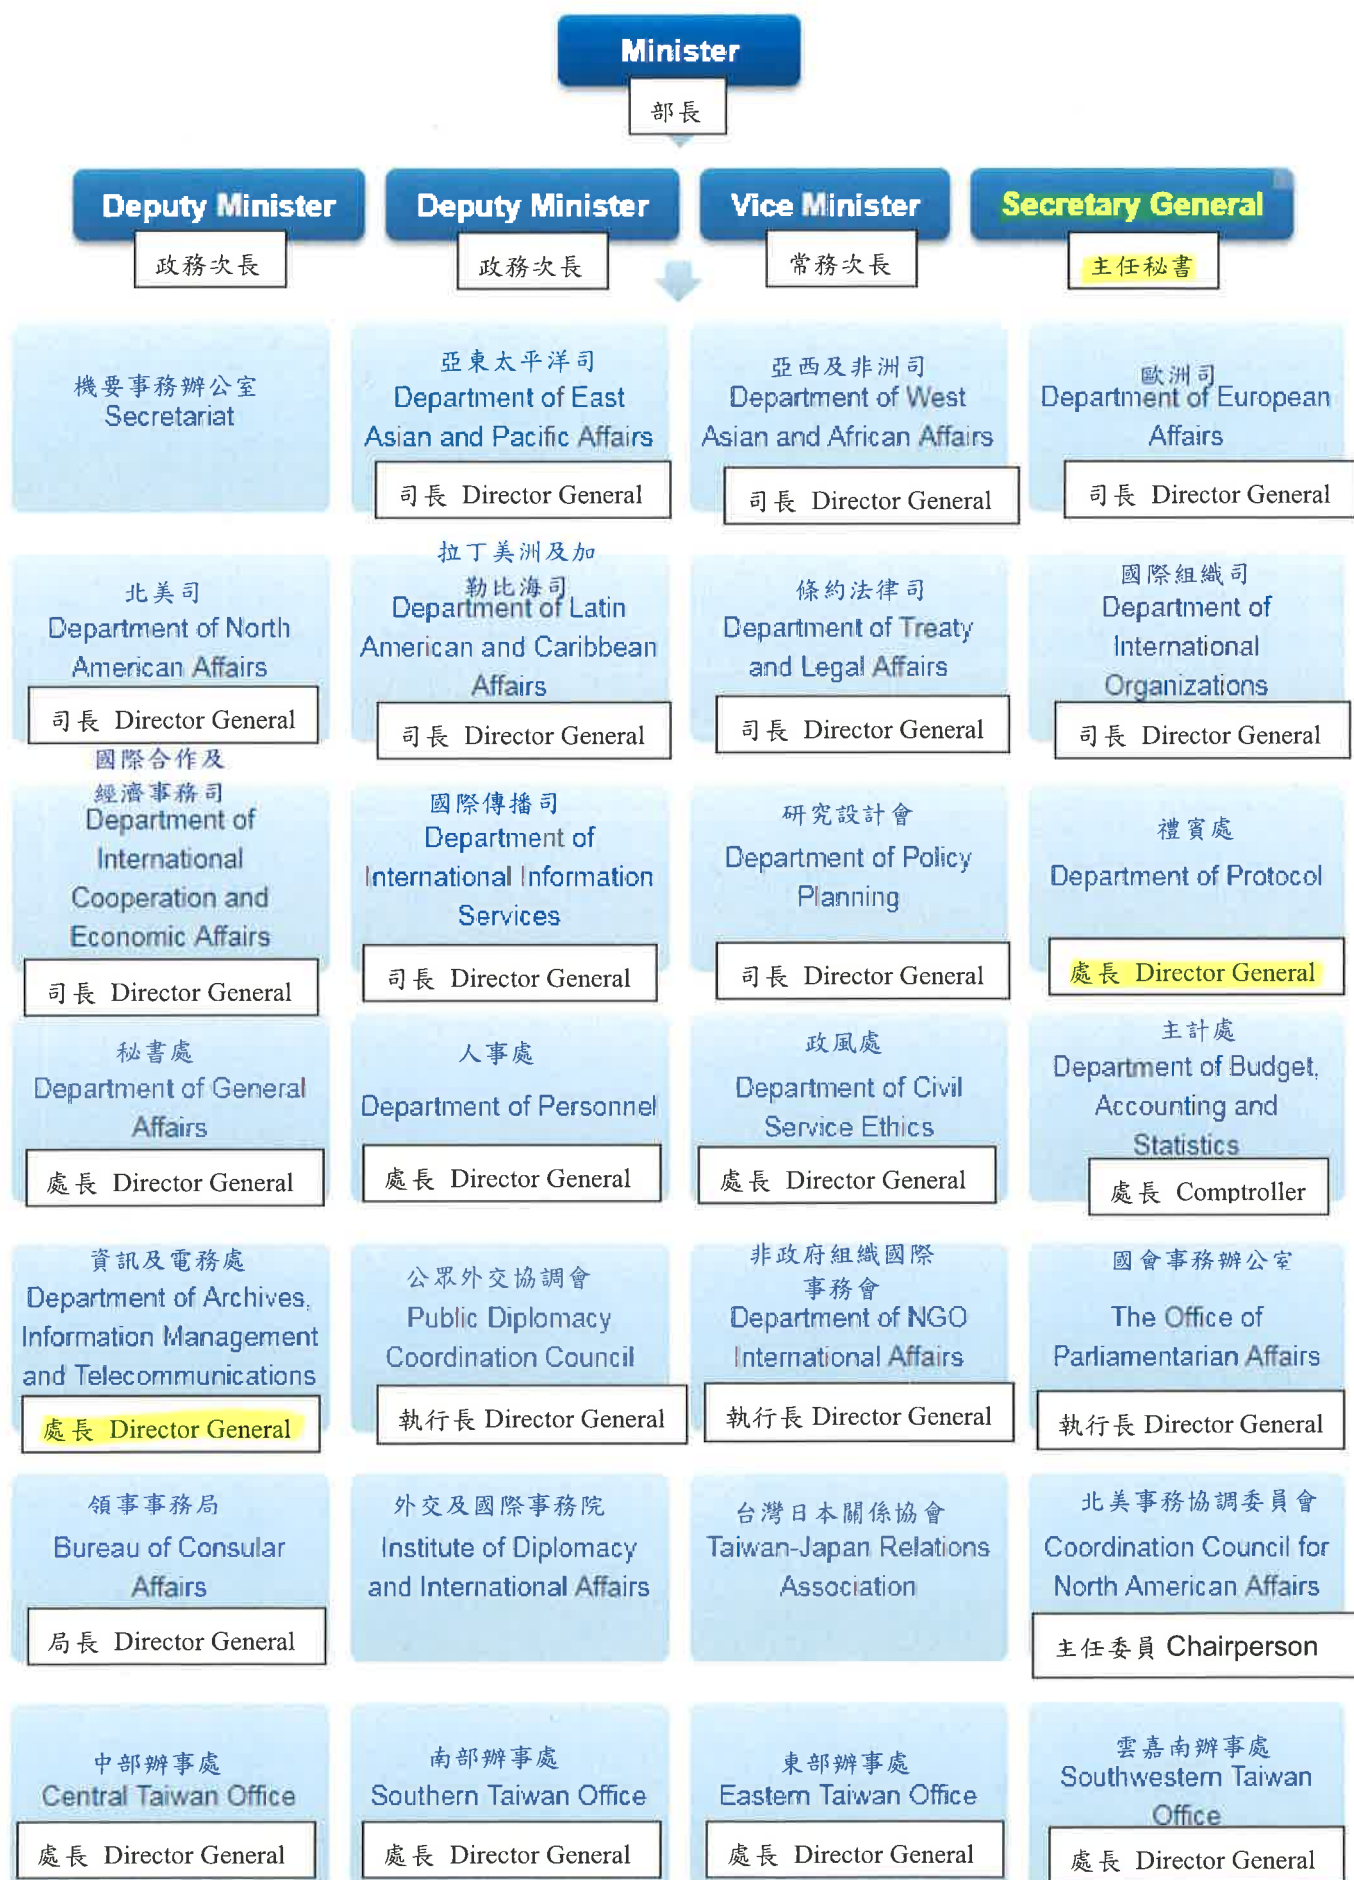 Minister
部長
Deputy Minister
政務次長
Deputy Minister
政務次長
Vice Minister
常務次長
Secretary General
主任秘書
機要事務辦公室
Secretariat
亞東太平洋司
Department of East
Asian and Pacific Affairs
司長 Director General
亞西及非洲司
Department of West
Asian and African Affairs
司長 Director General
歐洲司
Department of European
Affairs
司長 Director General
北美司
Department of North
American Affairs
司長 Director General
拉丁美洲及加
勒比海司
Department of Latin
American and Caribbean
Affairs
司長 Director General
條約法律司
Department of Treaty
and Legal Affairs
司長 Director General
國際組織司
Department of
International
Organizations
司長 Director General
國際合作及
經濟事務司
Department of
International
Cooperation and
Economic Affairs
司長 Director General
國際傳播司
Department of
International Information
Services
司長 Director General
研究設計會
Department of Policy
Planning
司長 Director General
禮賓處
Department of Protocol
處長 Director General
秘書處
Department of General
Affairs
處長 Director General
人事處
Department of Personnel
處長 Director General
政風處
Department of Civil
Service Ethics
處長 Director General
主計處
Department of Budget,
Accounting and
Statistics
處長 Comptroller
資訊及電務處
Department of Archives,
Information Management
and Telecommunications
處長 Director General
公眾外交協調會
Public Diplomacy
Coordination Council
執行長 Director General
非政府組織國際
事務會
Department of NGO
International Affairs
執行長 Director General
國會事務辦公室
The Office of
Parliamentarian Affairs
執行長 Director General
領事事務局
Bureau of Consular
Affairs
局長 Director General
外交及國際事務院
Institute of Diplomacy
and International Affairs
台灣日本關係協會
Taiwan-Japan Relations
Association
北美事務協調委員會
Coordination Council for
North American Affairs
主任委員 Chairperson
中部辦事處
Central Taiwan Office
處長 Director General
南部辦事處
Southern Taiwan Office
處長 Director General
東部辦事處
Eastern Taiwan Office
處長 Director General
雲嘉南辦事處
Southwestern Taiwan
Office
處長 Director General